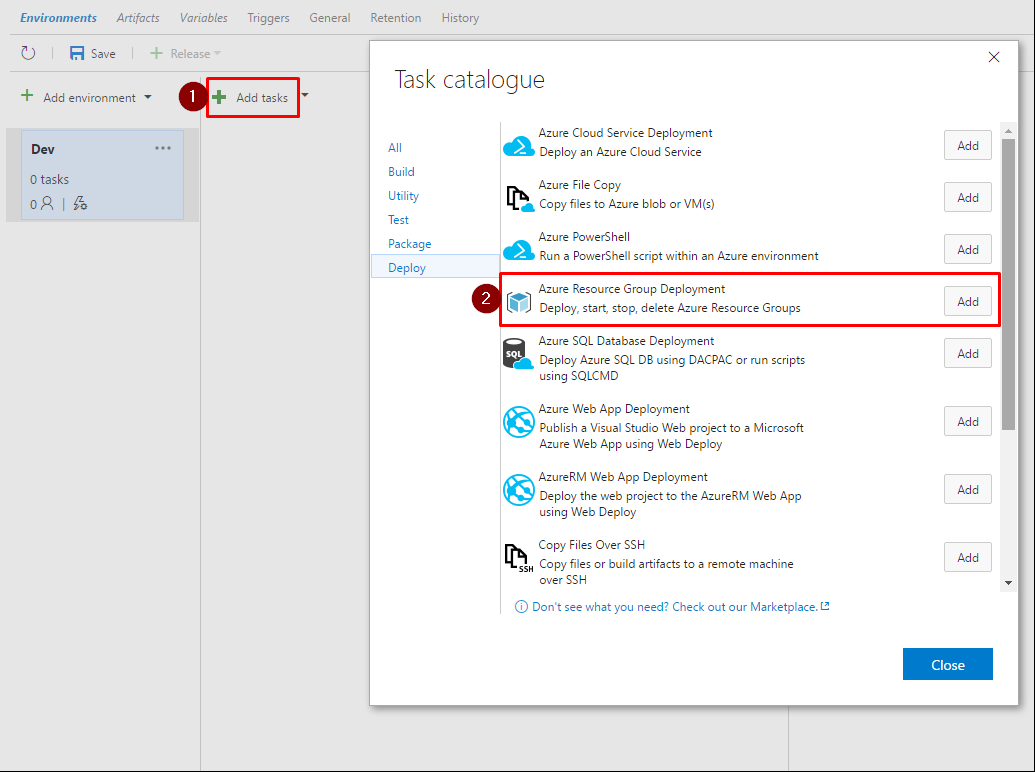 Environments Artifacts Variables Triggers General Retention History
Save Release
Add environment
1
Add tasks
Dev
0 tasks
0
Task catalogue
All
Build
Utility
Test
Package
Deploy
Azure Cloud Service Deployment
Deploy an Azure Cloud Service
Add
Azure File Copy
Copy files to Azure blob or VM(s)
Add
Azure PowerShell
Run a PowerShell script within an Azure environment
Add
2
Azure Resource Group Deployment
Deploy, start, stop, delete Azure Resource Groups
Add
SQL
Azure SQL Database Deployment
Deploy Azure SQL DB using DACPAC or run scripts
using SQLCMD
Add
Azure Web App Deployment
Publish a Visual Studio Web project to a Microsoft
Azure Web App using Web Deploy
Add
AzureRM Web App Deployment
Deploy the web project to the AzureRM Web App
using Web Deploy
Add
SSH
Copy Files Over SSH
Copy files or build artifacts to a remote machine
over SSH
Add
Don't see what you need? Check out our Marketplace.
Close